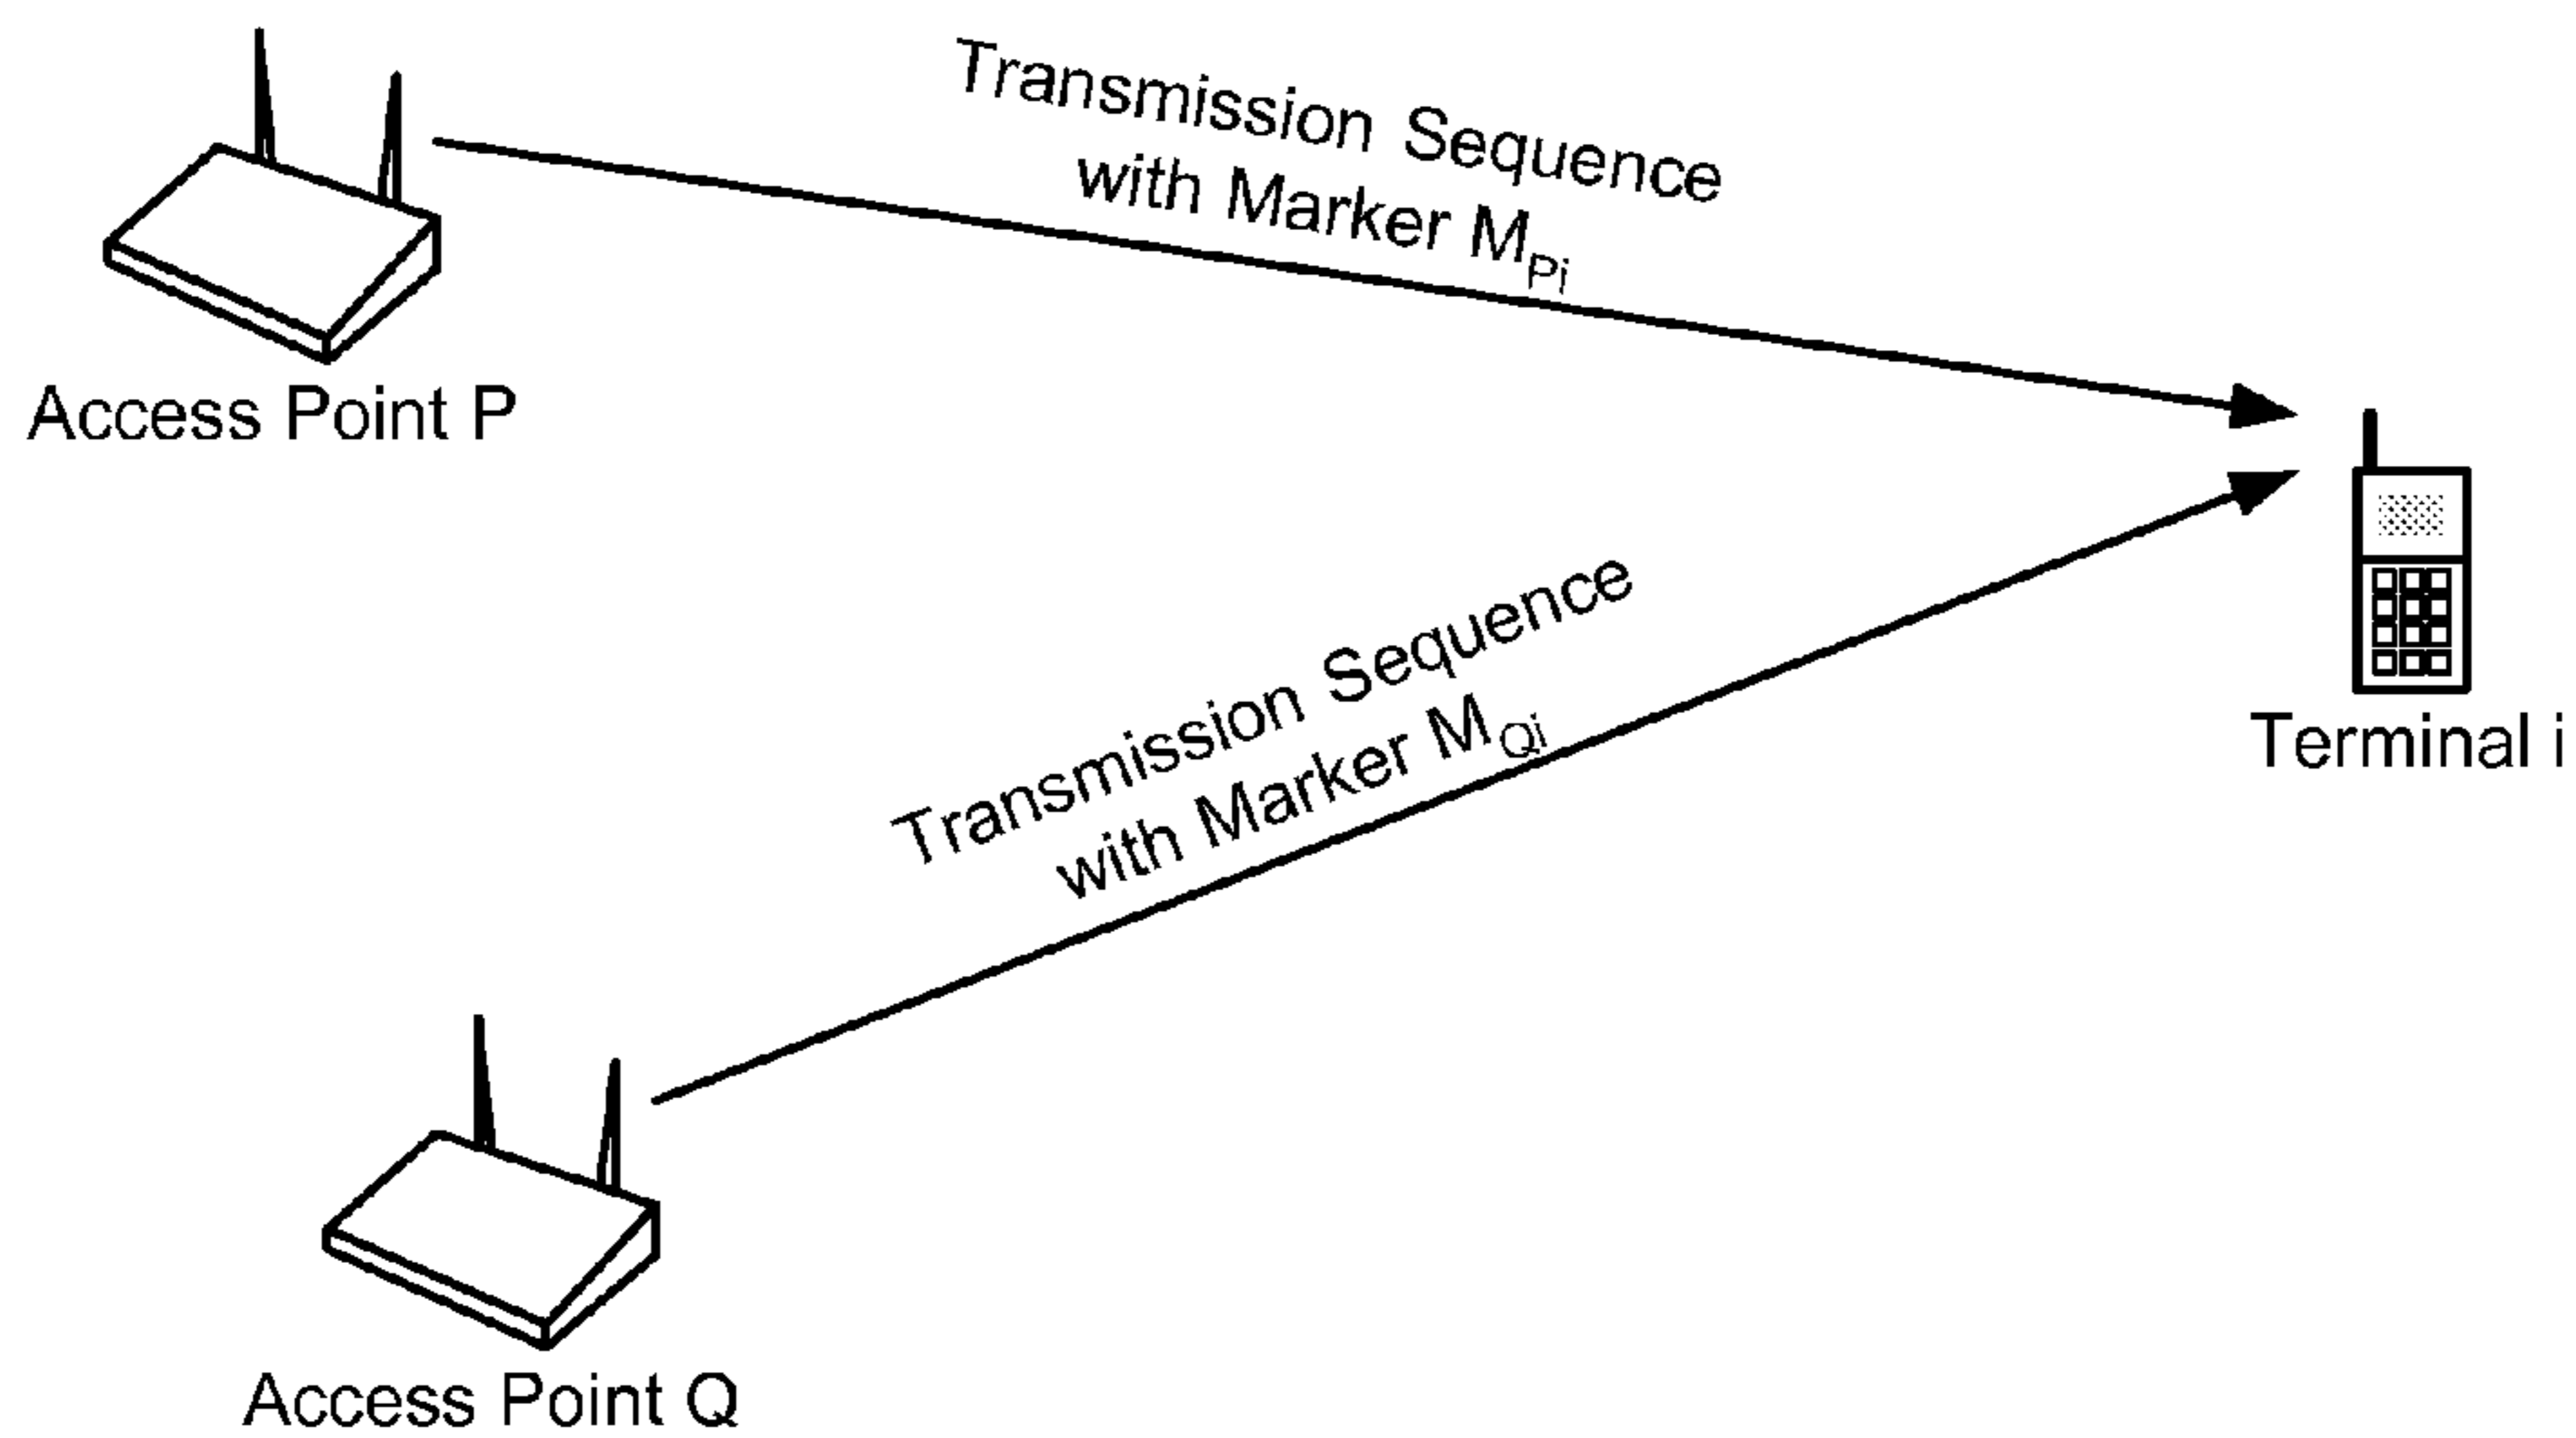 Transmission Sequence
with Marker M_Pi
Access Point P
Transmission Sequence
with Marker M_Qi
Terminal i
Access Point Q